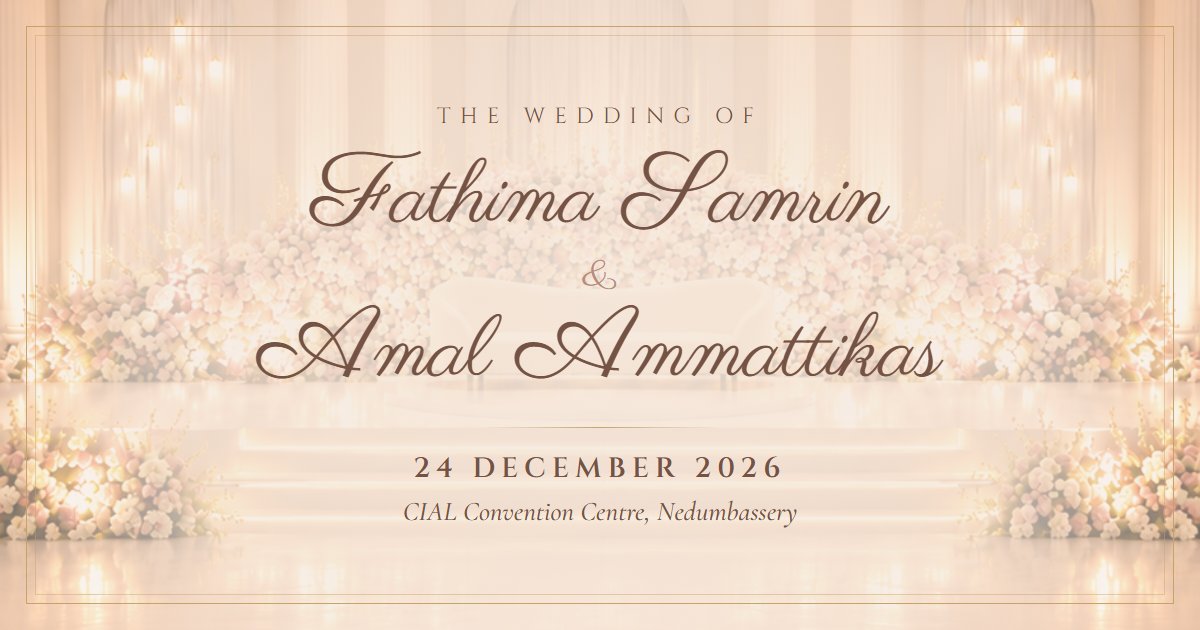 THE WEDDING OF
Fathima Samrin
&
Amal Ammattikas
24 DECEMBER 2026
CIAL Convention Centre, Nedumbassery